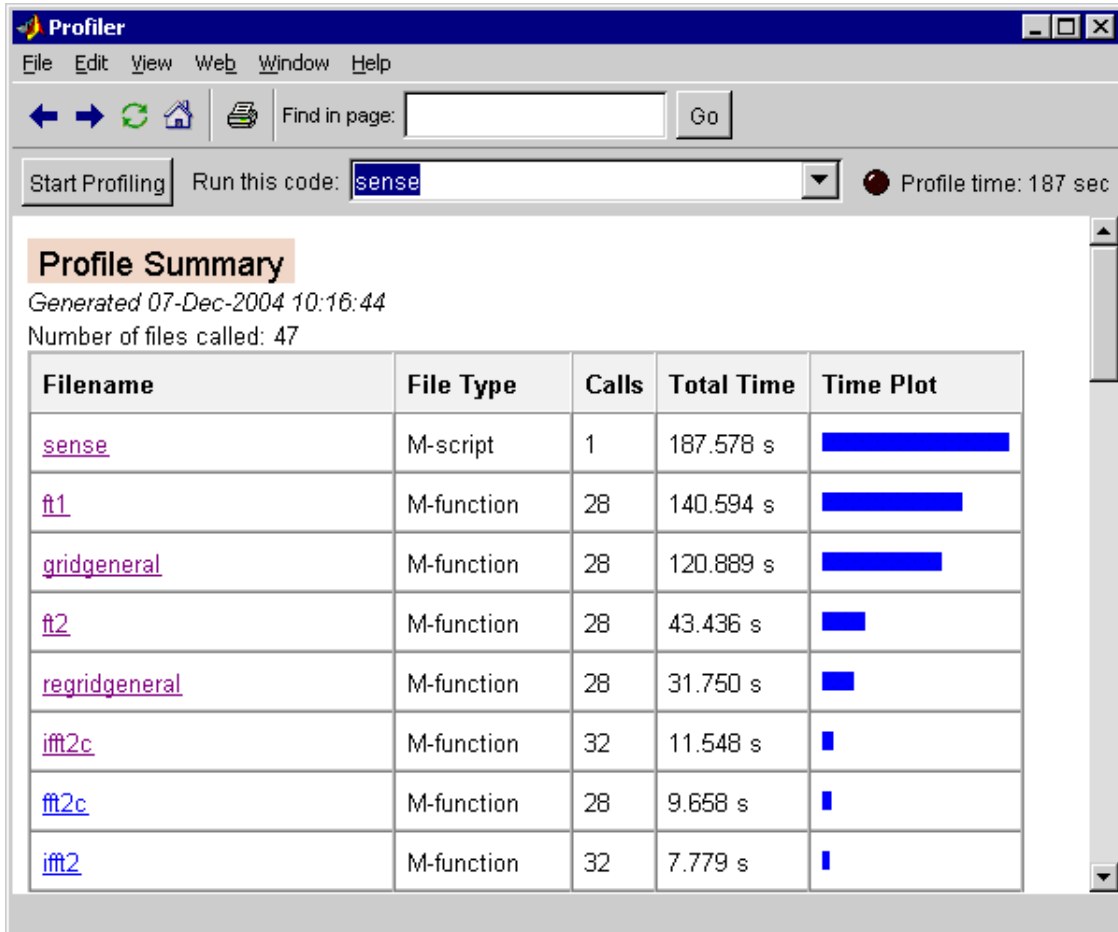 Profiler
File Edit View Web Window Help
Find in page: Go
Start Profiling Run this code: sense Profile time: 187 sec
Profile Summary
Generated 07-Dec-2004 10:16:44
Number of files called: 47
Filename File Type Calls Total Time Time Plot
sense M-script 1 187.578 s
ft1 M-function 28 140.594 s
gridgeneral M-function 28 120.889 s
ft2 M-function 28 43.436 s
regridgeneral M-function 28 31.750 s
ifft2c M-function 32 11.548 s
fft2c M-function 28 9.658 s
ifft2 M-function 32 7.779 s